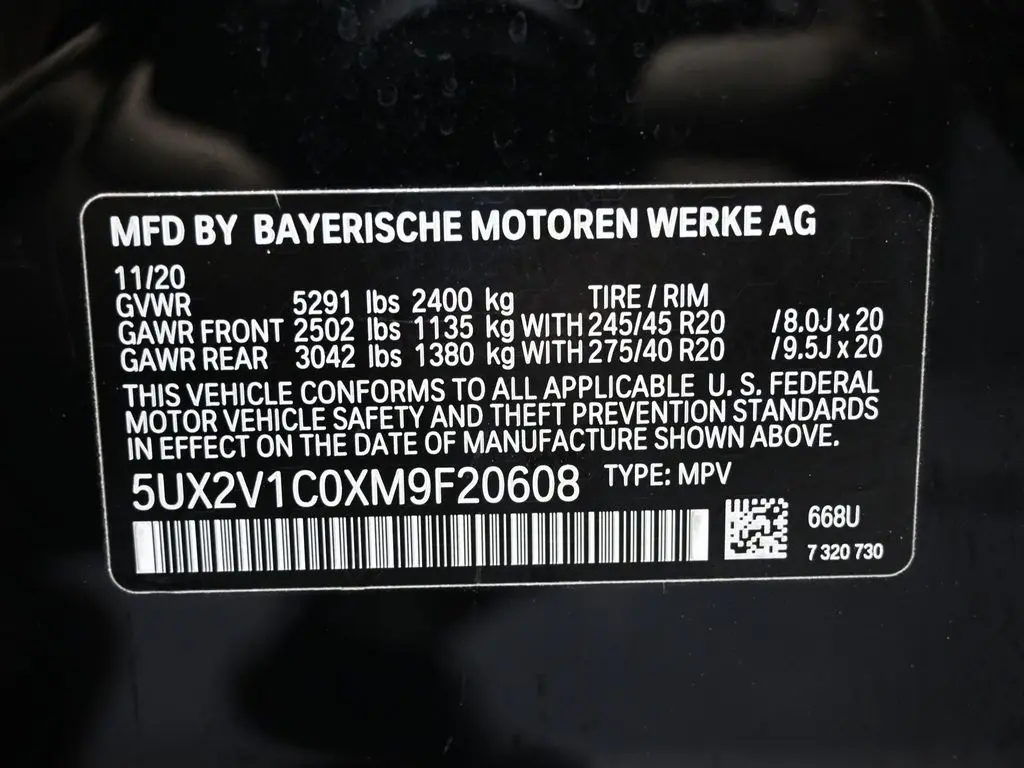 MFD BY BAYERISCHE MOTOREN WERKE AG
11/20
GVWR 5291 lbs 2400 kg TIRE / RIM
GAWR FRONT 2502 lbs 1135 kg WITH 245/45 R20 /8.0J x 20
GAWR REAR 3042 lbs 1380 kg WITH 275/40 R20 /9.5J x 20
THIS VEHICLE CONFORMS TO ALL APPLICABLE U. S. FEDERAL
MOTOR VEHICLE SAFETY AND THEFT PREVENTION STANDARDS
IN EFFECT ON THE DATE OF MANUFACTURE SHOWN ABOVE.
5UX2V1C0XM9F20608 TYPE: MPV
668U
7 320 730